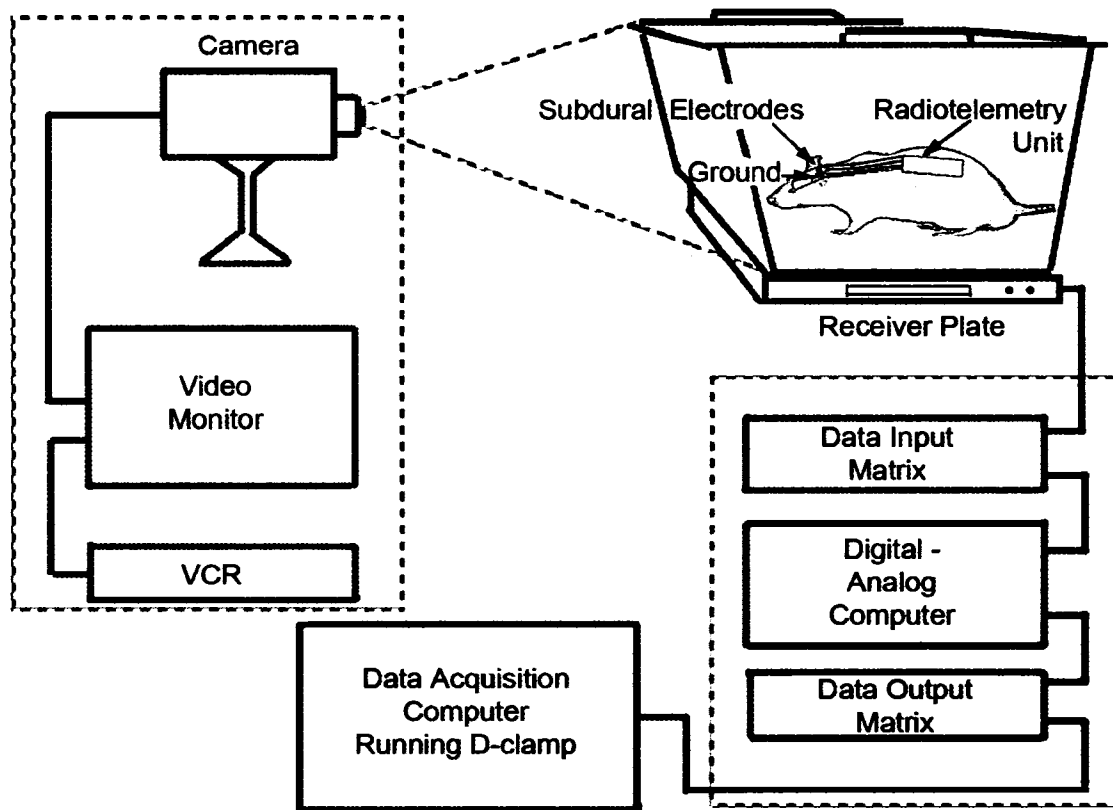 Camera
Subdural Electrodes
Radiotelemetry
Unit
Ground
Receiver Plate
Video
Monitor
VCR
Data Input
Matrix
Digital -
Analog
Computer
Data Output
Matrix
Data Acquisition
Computer
Running D-clamp